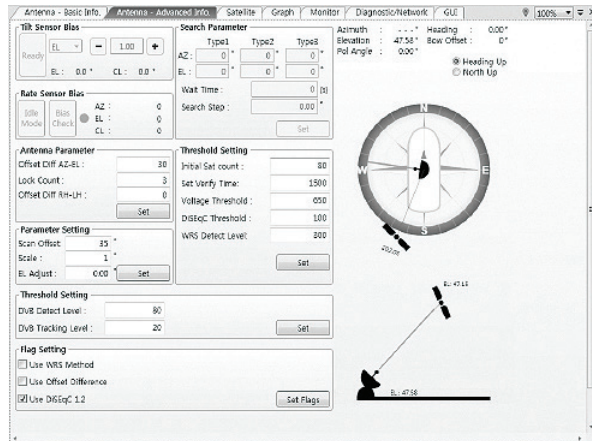 Antenna - Basic Info. Antenna - Advanced Info. Satellite Graph Monitor Diagnostic/Network GUI 100%
Tilt Sensor Bias
Ready EL - 1.00 +
EL : 0.0 ° CL : 0.0 °
Rate Sensor Bias
Idle Mode Bias Check
AZ : 0
EL : 0
CL : 0
Antenna Parameter
Offset Diff AZ-EL : 30
Lock Count : 3
Offset Diff RH-LH : 0
Set
Parameter Setting
Scan Offset 35 °
Scale : 1 °
EL Adjust : 0.00 ° Set
Threshold Setting
DVB Detect Level : 80
DVB Tracking Level : 20 Set
Flag Setting
Use WRS Method
Use Offset Difference
Use DiSEqC 1.2 Set Flags
Search Parameter
Type1 Type2 Type3
AZ : 0 ° 0 ° 0 °
EL : 0 ° 0 ° 0 °
Wait Time : 0 [s]
Search Step : 0.00 °
Set
Threshold Setting
Initial Sat count : 80
Set Verify Time: 1500
Voltage Threshold : 650
DiSEqC Threshold : 100
WRS Detect Level: 300
Set
Azimuth : ---.-° Heading : 0.00°
Elevation : 47.58° Bow Offset : 0°
Pol Angle : 0.00°
Heading Up
North Up
N
W E
S
202.08
EL: 47.15
EL: 47.58